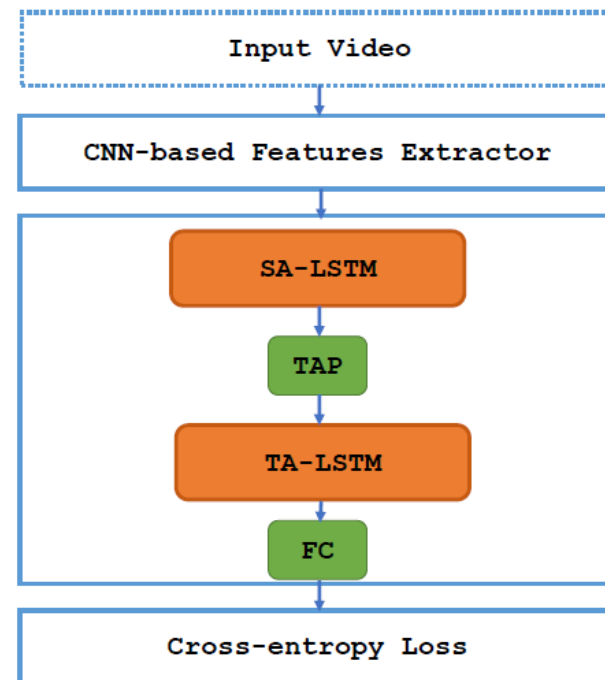 Input Video
CNN-based Features Extractor
SA-LSTM
TAP
TA-LSTM
FC
Cross-entropy Loss